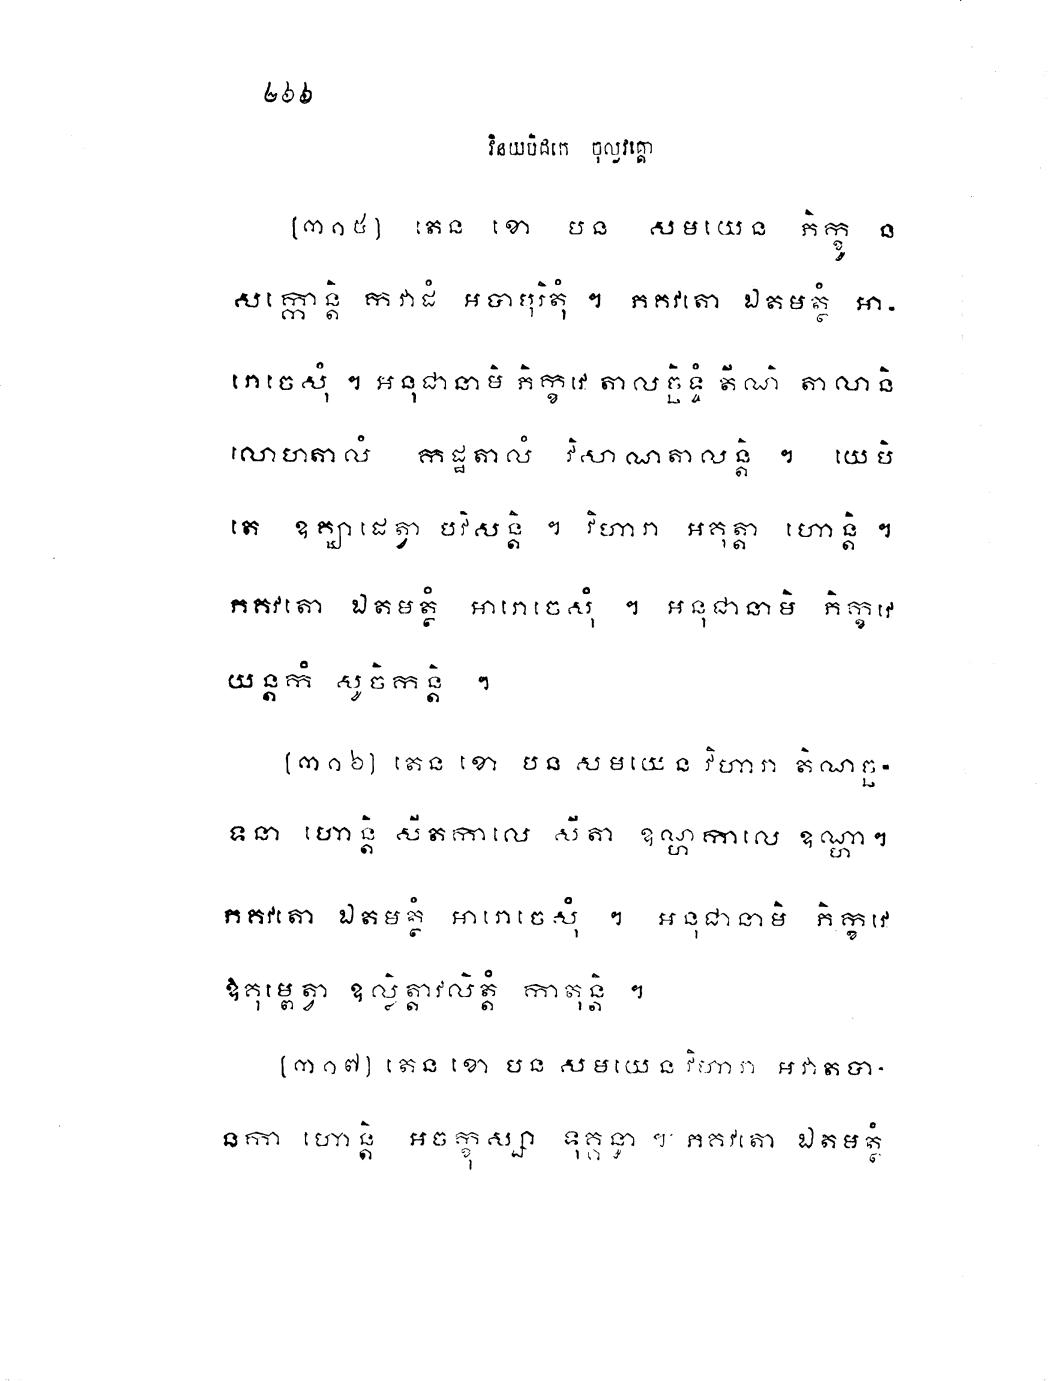 ២៦៦
វិនយបិដកេ ចុល្លវគ្គោ
[៣១៥] តេន ខោ បន សមយេន ភិក្ខូ ន
សក្កោន្តិ កវាដំ អបាបុរិតុំ ។ ភគវតោ ឯតមត្ថំ អា-
រោចេសុំ ។ អនុជានាមិ ភិក្ខវេ តាលច្ឆិទ្ទំ តីណិ តាលានិ
លោហតាលំ កដ្ឋតាលំ វិសាណតាលន្តិ ។ យេបិ
តេ ឧគ្ឃាដេត្វា បវិសន្តិ ។ វិហារា អគុត្តា ហោន្តិ ។
ភគវតោ ឯតមត្ថំ អារោចេសុំ ។ អនុជានាមិ ភិក្ខវេ
យន្តកំ សូចិកន្តិ ។
[៣១៦] តេន ខោ បន សមយេន វិហារា តិណច្ឆ-
ទនា ហោន្តិ សីតកាលេ សីតា ឧណ្ហកាលេ ឧណ្ហា ។
ភគវតោ ឯតមត្ថំ អារោចេសុំ ។ អនុជានាមិ ភិក្ខវេ
ឱគុម្ពេត្វា ឧល្លិត្តាវលិត្តំ កាតុន្តិ ។
[៣១៧] តេន ខោ បន សមយេន វិហារា អវាតបា-
នកា ហោន្តិ អចក្ខុស្សា ទុគ្គន្ធា ។ ភគវតោ ឯតមត្ថំ